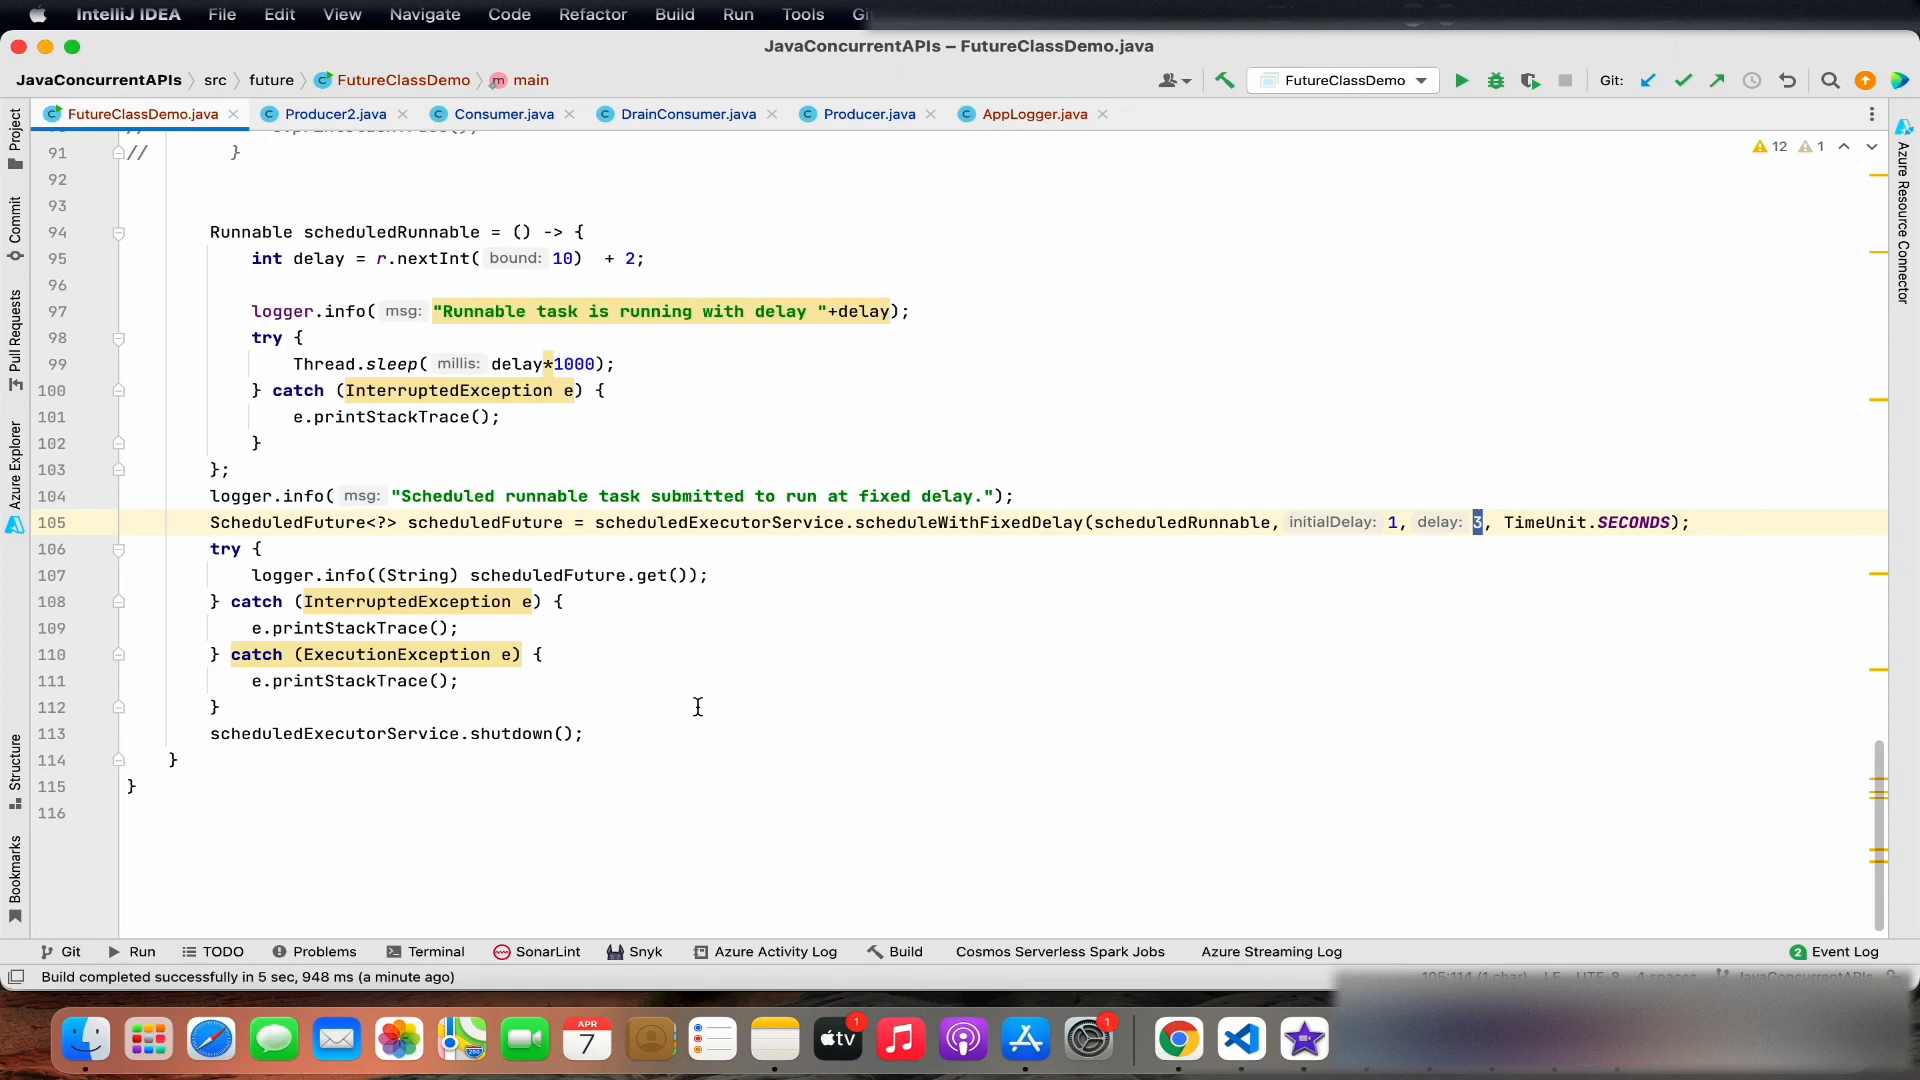 IntelliJ IDEA File Edit View Navigate Code Refactor Build Run Tools
JavaConcurrentAPIs – FutureClassDemo.java
JavaConcurrentAPIs src future FutureClassDemo main FutureClassDemo Git:
FutureClassDemo.java Producer2.java Consumer.java DrainConsumer.java Producer.java AppLogger.java
Project
Commit
Pull Requests
Azure Explorer
Structure
Bookmarks
Azure Resource Connector
12 1
91 // }
92
93
94 Runnable scheduledRunnable = () -> {
95 int delay = r.nextInt( bound: 10) + 2;
96
97 logger.info( msg: "Runnable task is running with delay "+delay);
98 try {
99 Thread.sleep( millis: delay*1000);
100 } catch (InterruptedException e) {
101 e.printStackTrace();
102 }
103 };
104 logger.info( msg: "Scheduled runnable task submitted to run at fixed delay.");
105 ScheduledFuture<?> scheduledFuture = scheduledExecutorService.scheduleWithFixedDelay(scheduledRunnable, initialDelay: 1, delay: 3, TimeUnit.SECONDS);
106 try {
107 logger.info((String) scheduledFuture.get());
108 } catch (InterruptedException e) {
109 e.printStackTrace();
110 } catch (ExecutionException e) {
111 e.printStackTrace();
112 }
113 scheduledExecutorService.shutdown();
114 }
115 }
116
Git Run TODO Problems Terminal SonarLint Snyk Azure Activity Log Build Cosmos Serverless Spark Jobs Azure Streaming Log 2 Event Log
Build completed successfully in 5 sec, 948 ms (a minute ago)
APR
7
280
tv
1
1